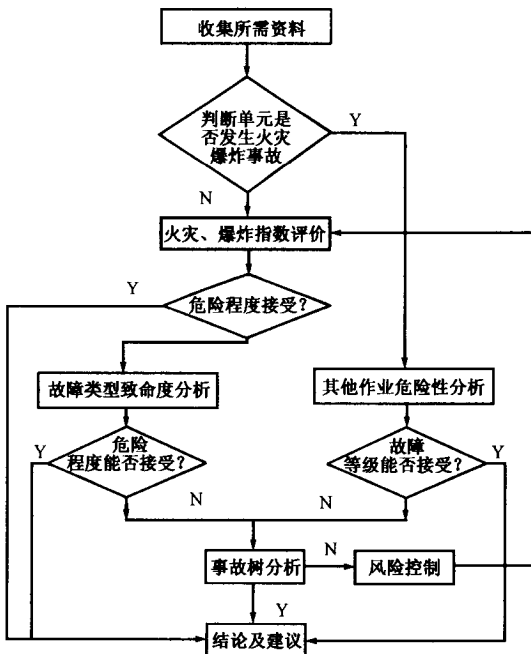 收集所需资料
判断单元是
否发生火灾
爆炸事故
Y
N
火灾、爆炸指数评价
Y
危险程度接受?
故障类型致命度分析
其他作业危险性分析
Y
危险
程度能否接受?
故障
等级能否接受?
Y
N
N
事故树分析
N
风险控制
Y
结论及建议